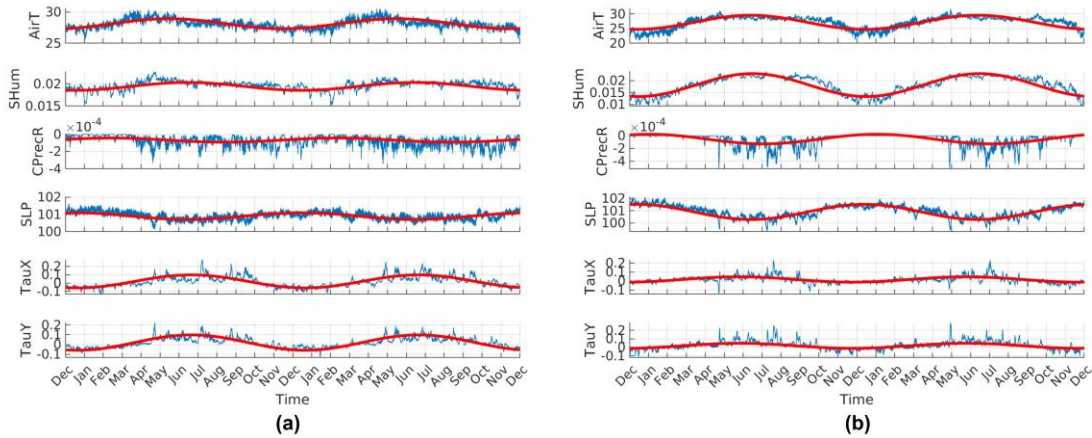 AirT
30
25
SHum
0.02
0.015
×10⁻⁴
CPrecR
0
-2
-4
SLP
102
101
100
TauX
0.2
0.1
-0.1
TauY
0.2
0.1
-0.1
Dec Jan Feb Mar Apr May Jun Jul Aug Sep Oct Nov Dec Jan Feb Mar Apr May Jun Jul Aug Sep Oct Nov Dec
Time
(a)
AirT
30
25
20
SHum
0.02
0.015
0.01
×10⁻⁴
CPrecR
0
-2
-4
SLP
102
101
100
TauX
0.2
0.1
-0.1
TauY
0.2
0.1
-0.1
Dec Jan Feb Mar Apr May Jun Jul Aug Sep Oct Nov Dec Jan Feb Mar Apr May Jun Jul Aug Sep Oct Nov Dec
Time
(b)